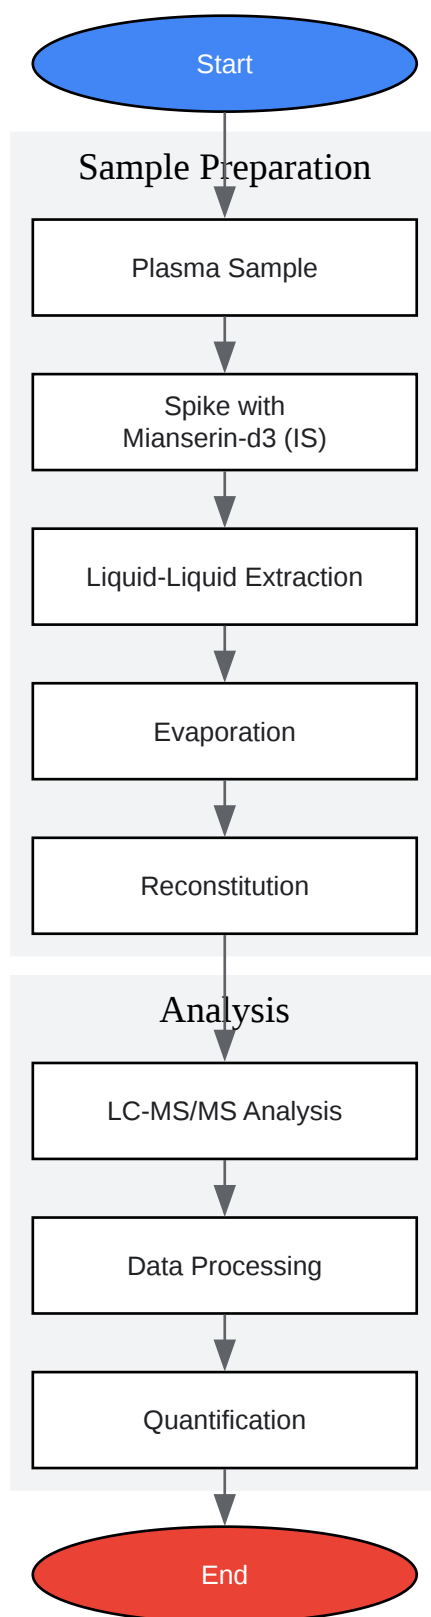 Start
Sample Preparation
Plasma Sample
Spike with
Mianserin-d3 (IS)
Liquid-Liquid Extraction
Evaporation
Reconstitution
Analysis
LC-MS/MS Analysis
Data Processing
Quantification
End